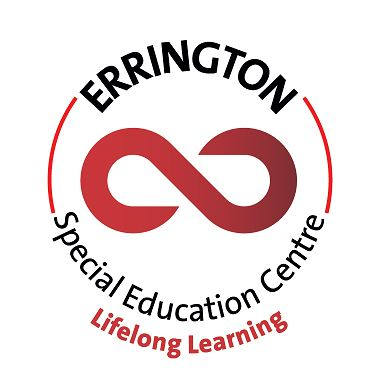 ERRINGTON
Special Education Centre
Lifelong Learning